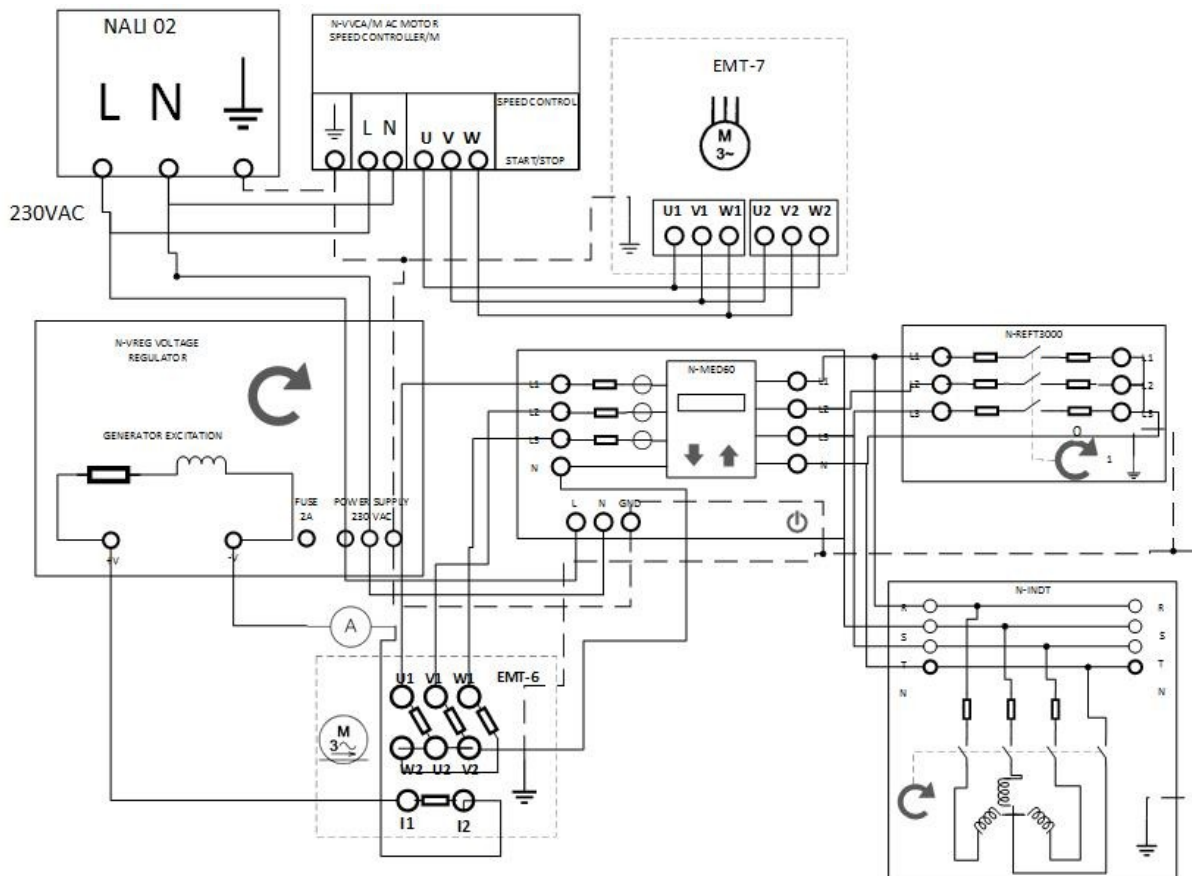 NALI 02
L N
230VAC
N-VVCA/M AC MOTOR
SPEED CONTROLLER/M
L N
U V W
SPEED CONTROL
START/STOP
EMT-7
M
3~
U1 V1 W1
U2 V2 W2
N-VREG VOLTAGE
REGULATOR
GENERATOR EXCITATION
FUSE
2A
POWER SUPPLY
230 VAC
+V
-V
A
N-MED60
L1
L2
L3
N
L1
L2
L3
N
L N GND
N-REFT3000
L1
L2
L3
L1
L2
L3
0
1
EMT-6
U1 V1 W1
M
3~
W2 U2 V2
I1 I2
N-INDT
R
S
T
N
R
S
T
N